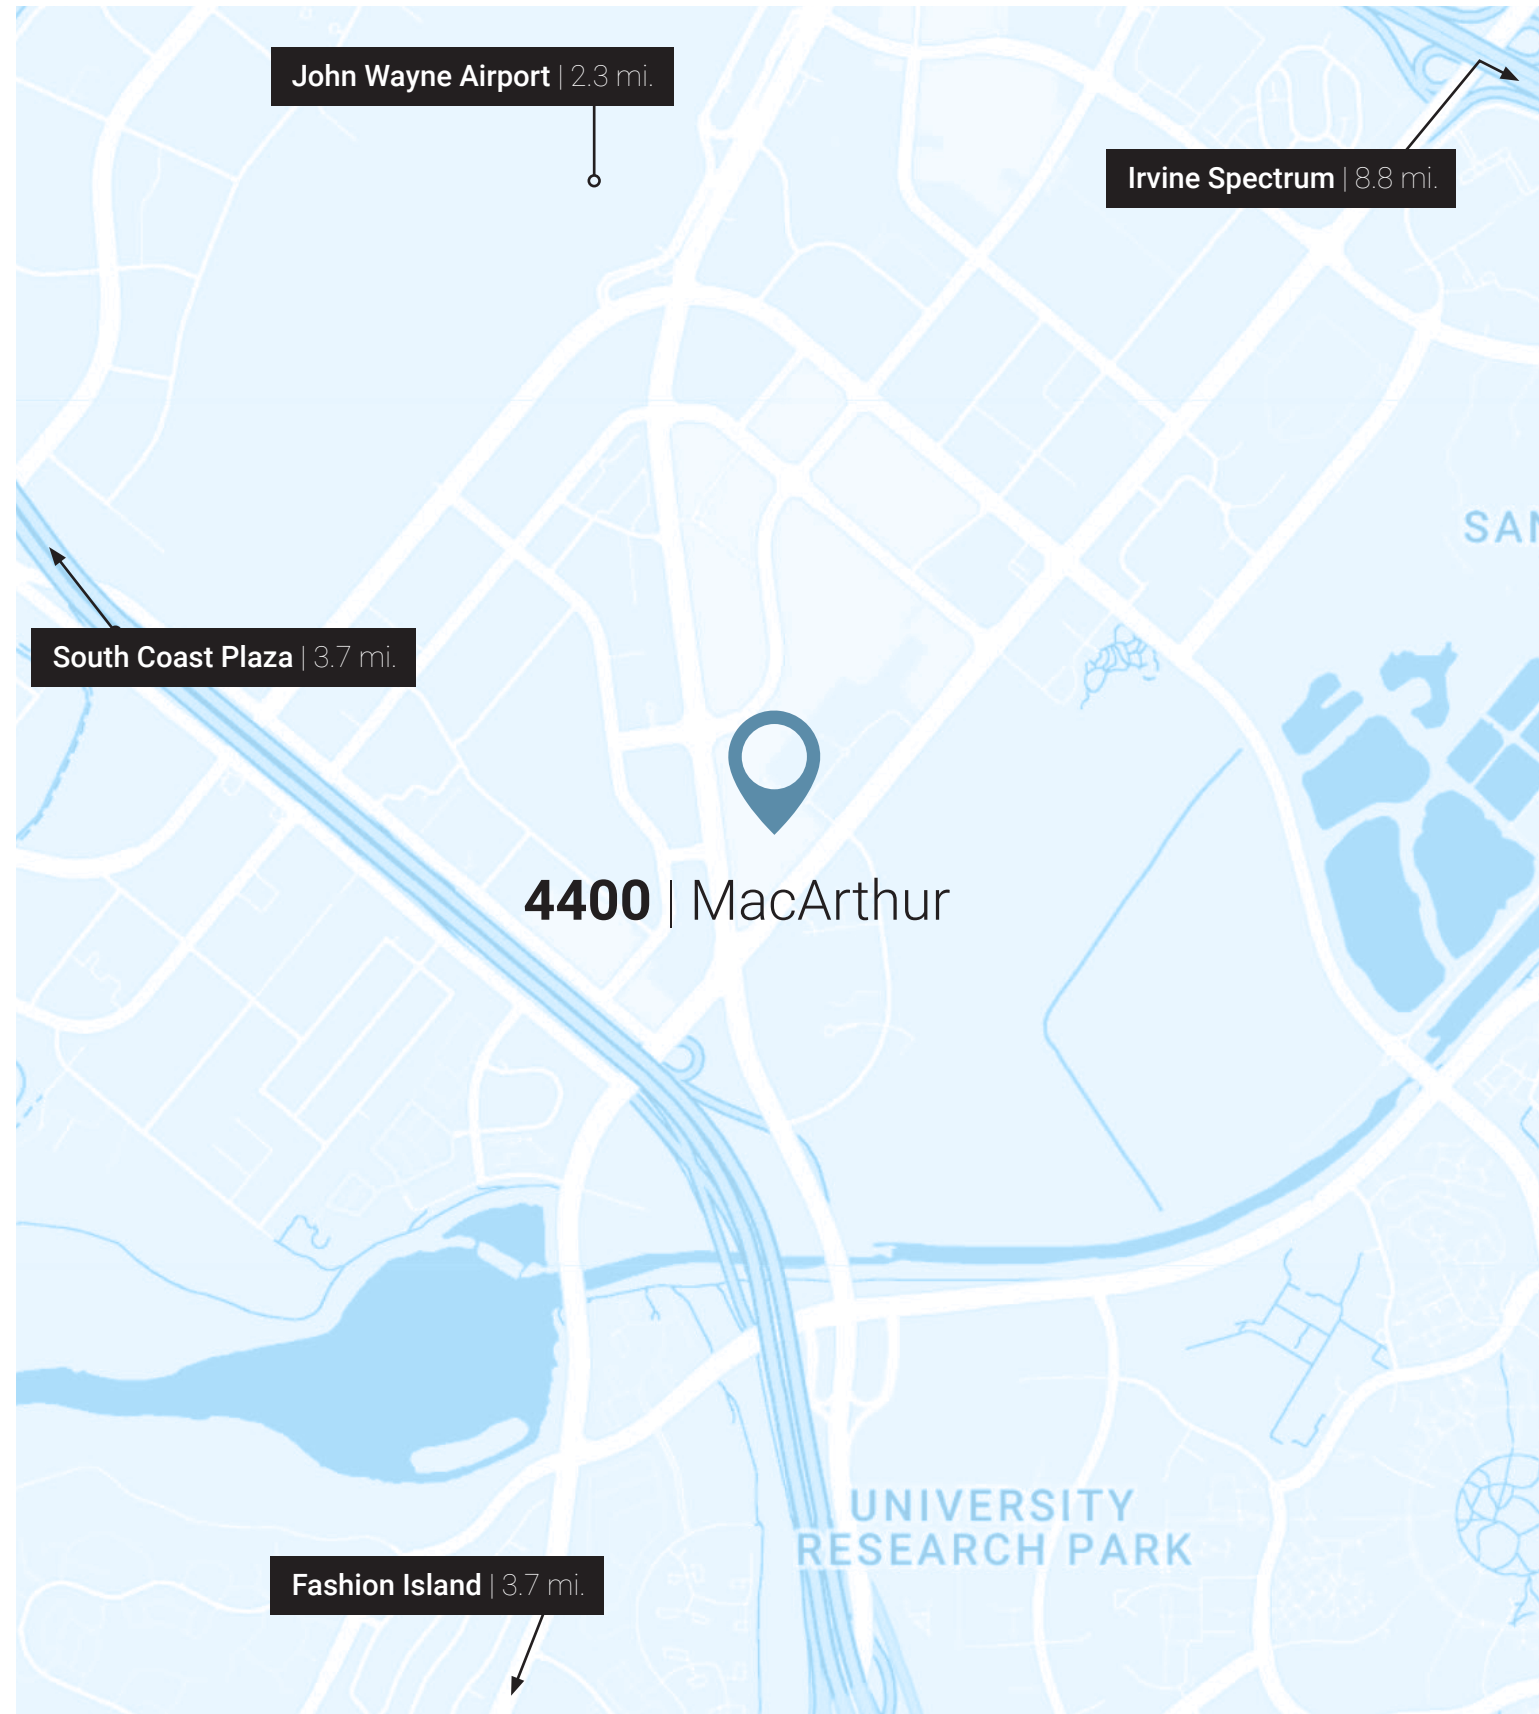 John Wayne Airport | 2.3 mi.
Irvine Spectrum | 8.8 mi.
SAN
South Coast Plaza | 3.7 mi.
4400 | MacArthur
UNIVERSITY
RESEARCH PARK
Fashion Island | 3.7 mi.